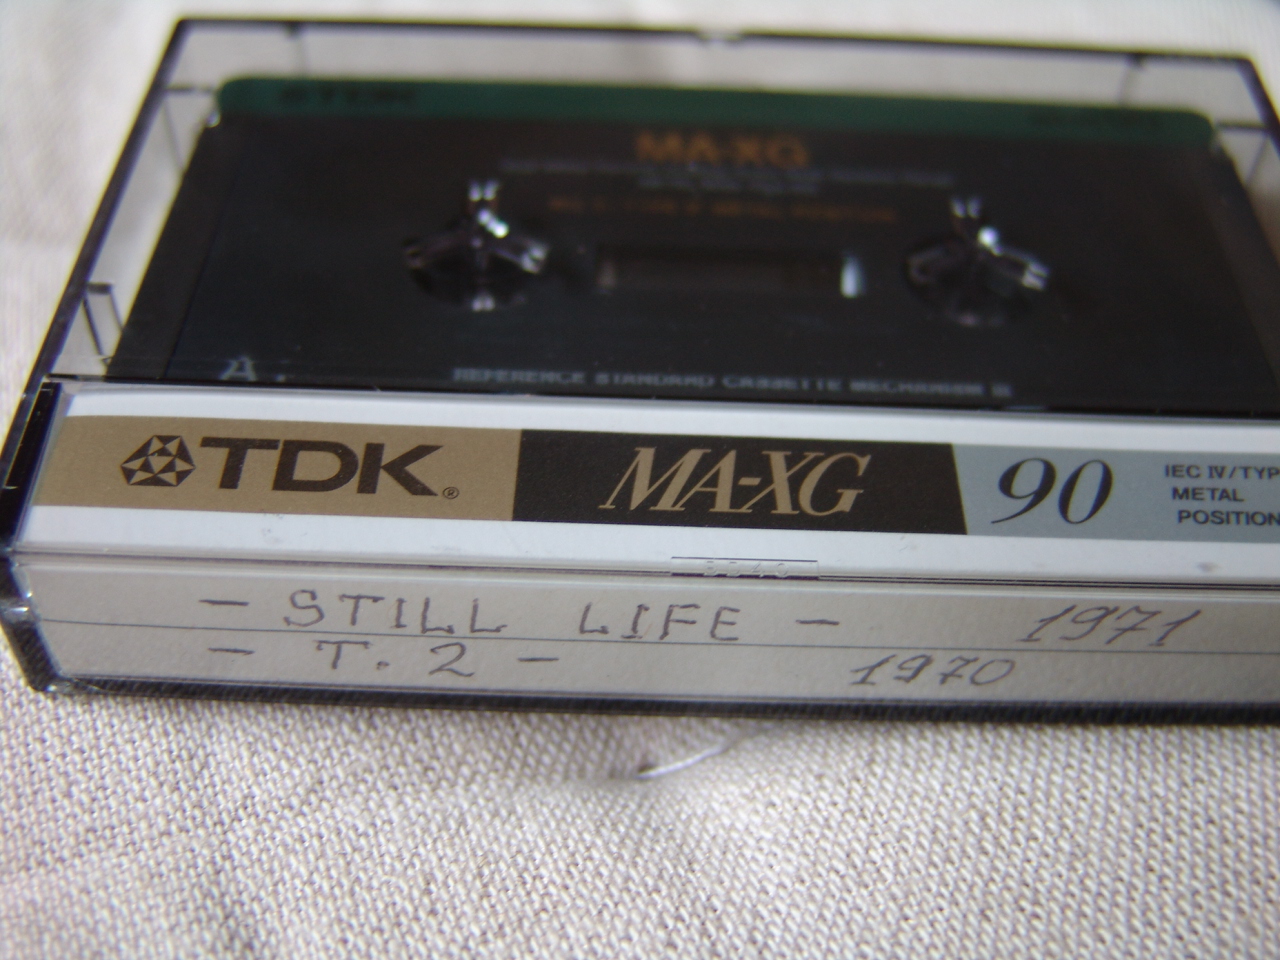 TDK
MA-XG
A
REFERENCE STANDARD CASSETTE MECHANISM
TDK® MA-XG 90 IEC IV/TYP
METAL
POSITION
- STILL LIFE - 1971
- T. 2 - 1970